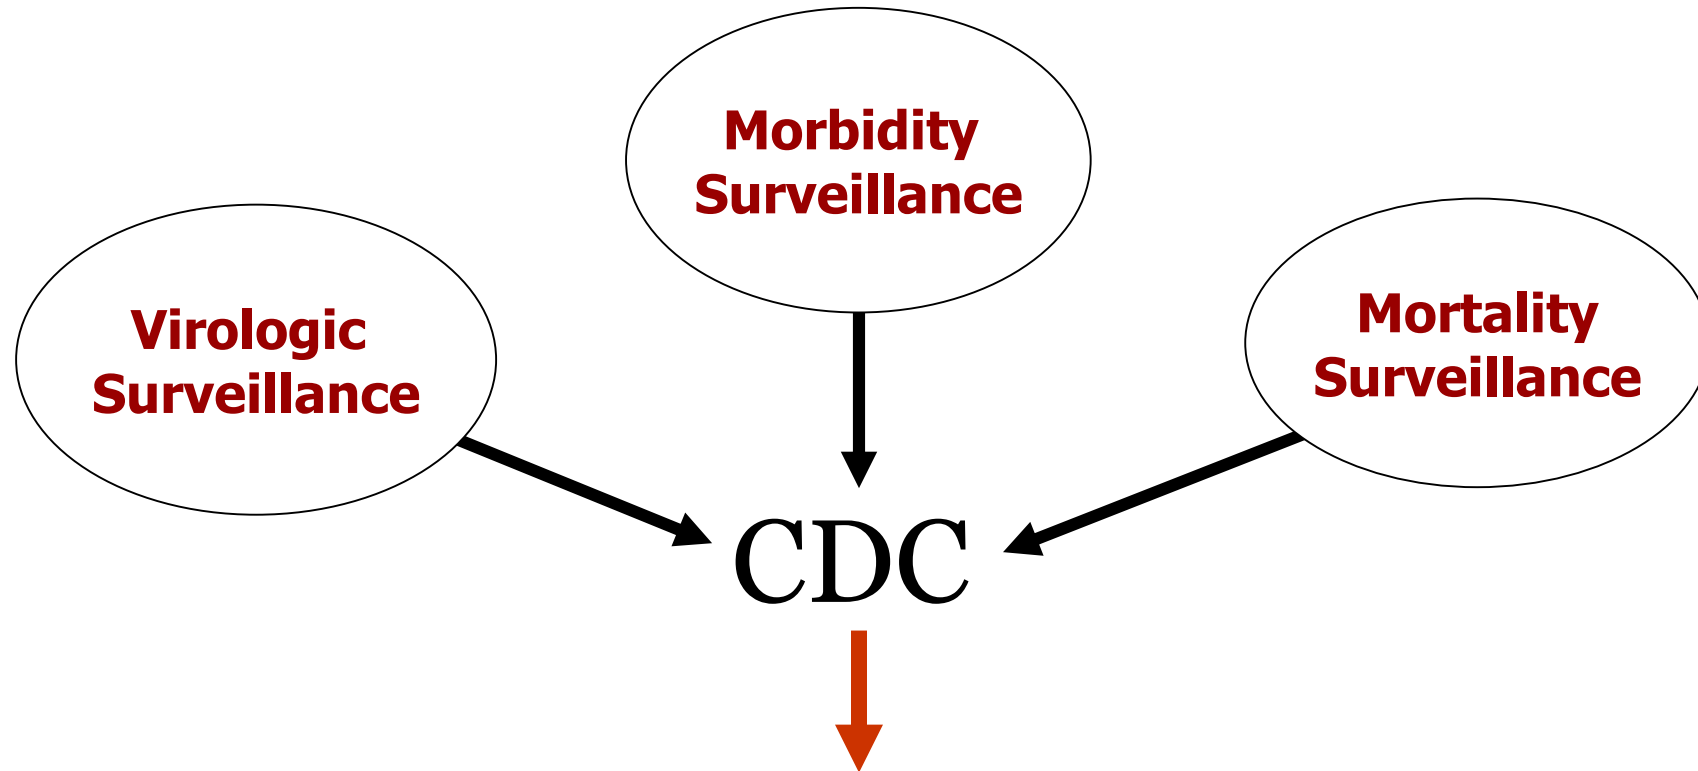 Morbidity
Surveillance
Virologic
Surveillance
Mortality
Surveillance
CDC